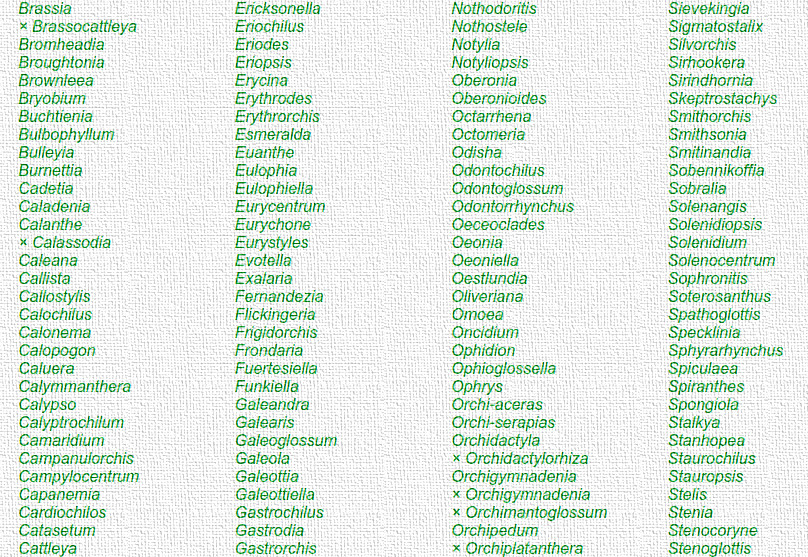 Brassia
× Brassocattleya
Bromheadia
Broughtonia
Brownleea
Bryobium
Buchtienia
Bulbophyllum
Bulleyia
Burnettia
Cadetia
Caladenia
Calanthe
× Calassodia
Caleana
Callista
Callostylis
Calochilus
Calonema
Calopogon
Caluera
Calymmanthera
Calypso
Calyptrochilum
Camaridium
Campanulorchis
Campylocentrum
Capanemia
Cardiochilos
Catasetum
Cattleya
Ericksonella
Eriochilus
Eriodes
Eriopsis
Erycina
Erythrodes
Erythrorchis
Esmeralda
Euanthe
Eulophia
Eulophiella
Eurycentrum
Eurychone
Eurystyles
Evotella
Exalaria
Fernandezia
Flickingeria
Frigidorchis
Frondaria
Fuertesiella
Funkiella
Galeandra
Galearis
Galeoglossum
Galeola
Galeottia
Galeottiella
Gastrochilus
Gastrodia
Gastrorchis
Nothodoritis
Nothostele
Notylia
Notyliopsis
Oberonia
Oberonioides
Octarrhena
Octomeria
Odisha
Odontochilus
Odontoglossum
Odontorrhynchus
Oeceoclades
Oeonia
Oeoniella
Oestlundia
Oliveriana
Omoea
Oncidium
Ophidion
Ophioglossella
Ophrys
Orchi-aceras
Orchi-serapias
Orchidactyla
× Orchidactylorhiza
Orchigymnadenia
× Orchigymnadenia
× Orchimantoglossum
Orchipedum
× Orchiplatanthera
Sievekingia
Sigmatostalix
Silvorchis
Sirhookera
Sirindhornia
Skeptrostachys
Smithorchis
Smithsonia
Smitinandia
Sobennikoffia
Sobralia
Solenangis
Solenidiopsis
Solenidium
Solenocentrum
Sophronitis
Soterosanthus
Spathoglottis
Specklinia
Sphyrarhynchus
Spiculaea
Spiranthes
Spongiola
Stalkya
Stanhopea
Staurochilus
Stauropsis
Stelis
Stenia
Stenocoryne
Stenoglottis